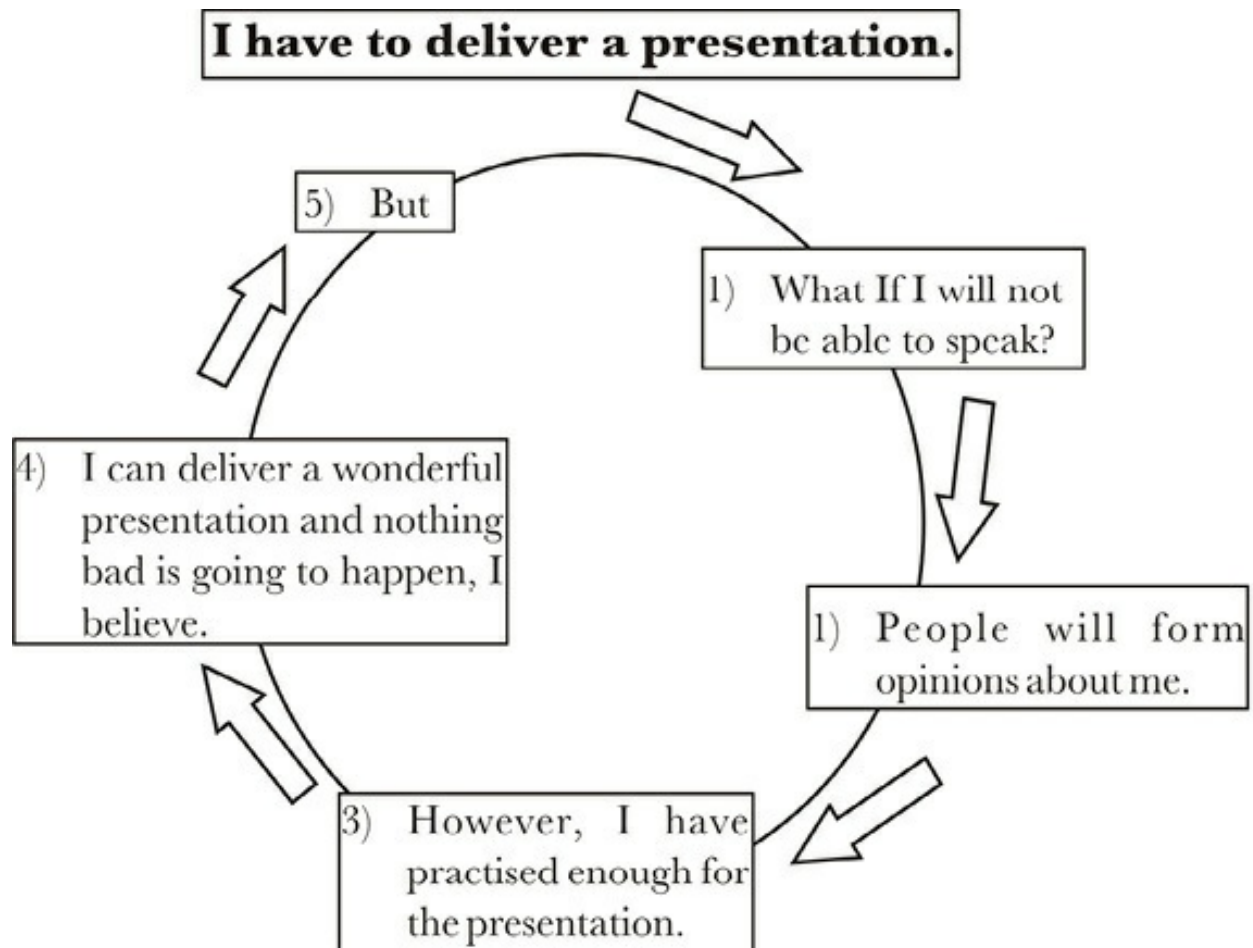 I have to deliver a presentation.
1) What If I will not
be able to speak?
1) People will form
opinions about me.
3) However, I have
practised enough for
the presentation.
4) I can deliver a wonderful
presentation and nothing
bad is going to happen, I
believe.
5) But